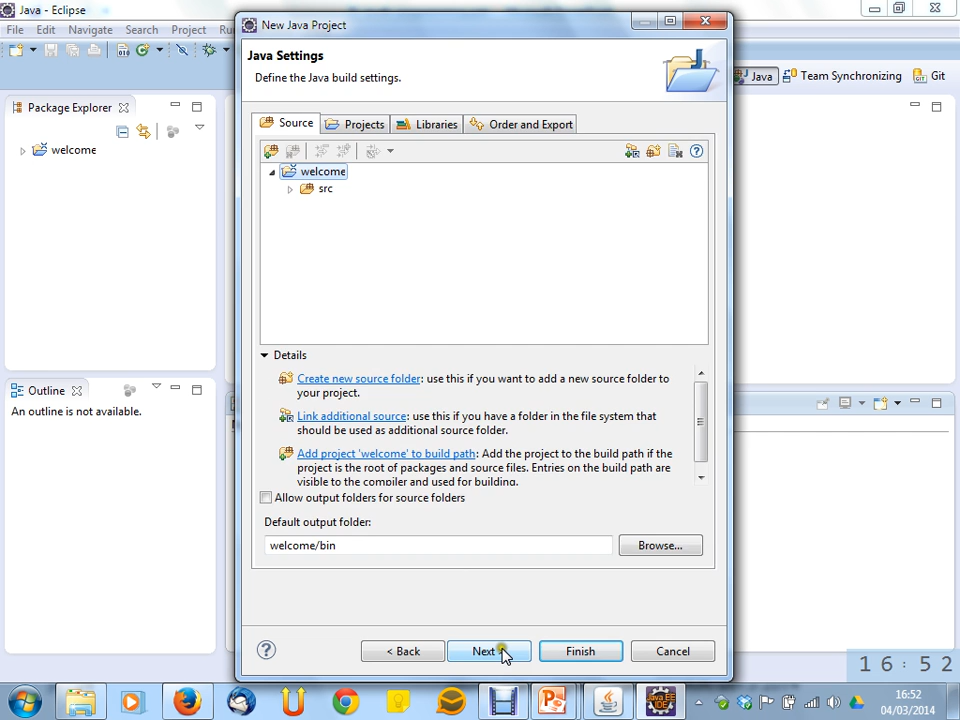 Java - Eclipse
New Java Project
File Edit Navigate Search Project
Java Settings
Define the Java build settings.
Java Team Synchronizing Git
Package Explorer
welcome
Source Projects Libraries Order and Export
welcome
src
Details
Create new source folder: use this if you want to add a new source folder to
your project.
Link additional source: use this if you have a folder in the file system that
should be used as additional source folder.
Add project 'welcome' to build path: Add the project to the build path if the
project is the root of packages and source files. Entries on the build path are
visible to the compiler and used for building.
Allow output folders for source folders
Default output folder:
welcome/bin
Browse...
Outline
An outline is not available.
< Back Next Finish Cancel
16:52
16:52
04/03/2014
Java EE
IDE